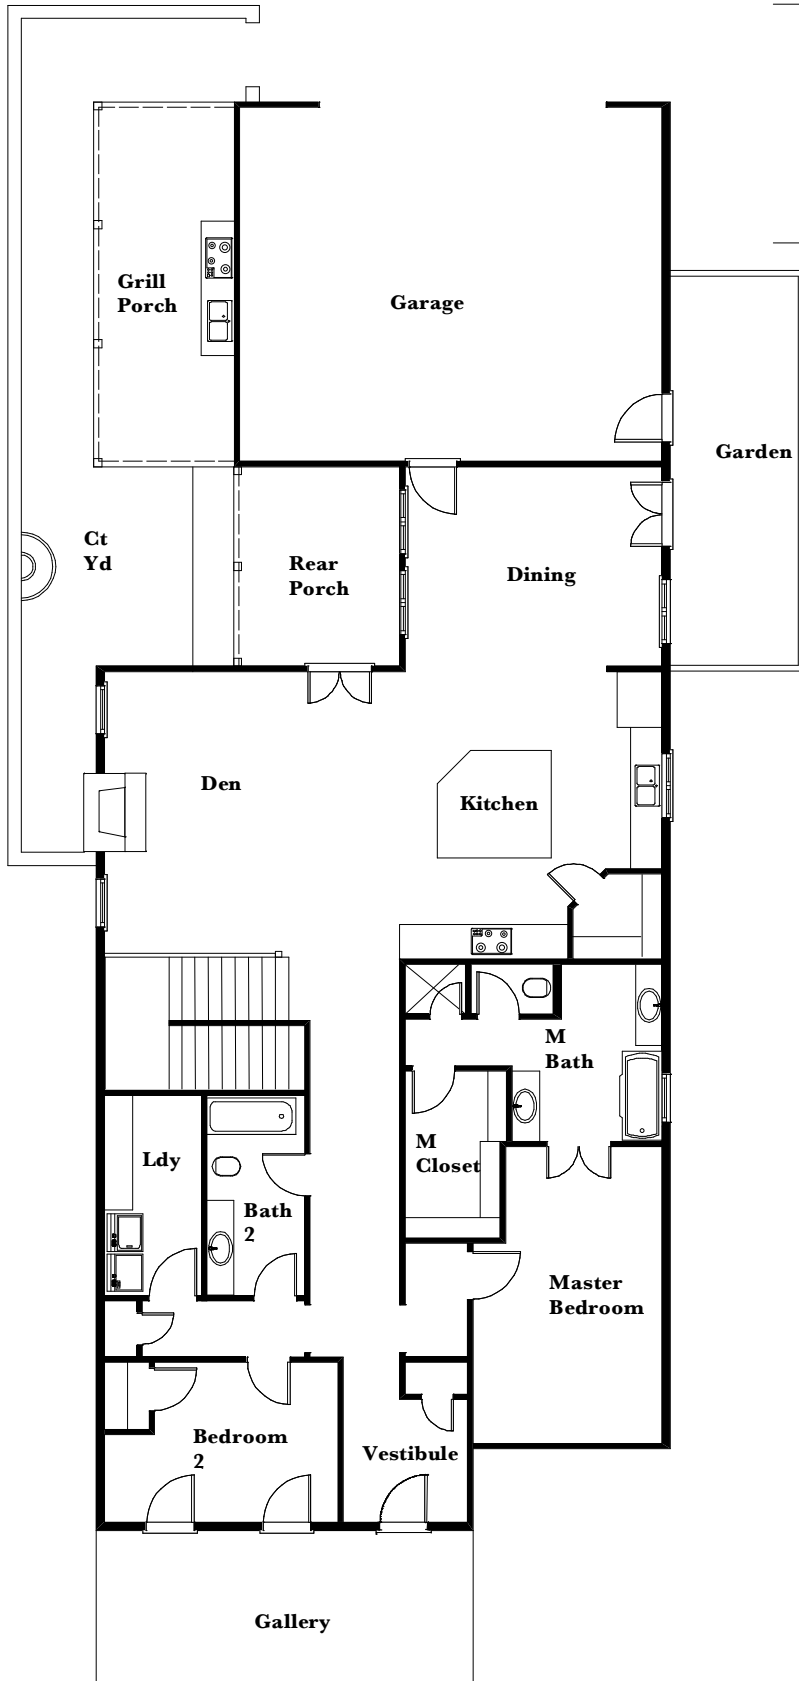 Grill
Porch
Garage
Garden
Ct
Yd
Rear
Porch
Dining
Den
Kitchen
M
Bath
M
Closet
Ldy
Bath
2
Master
Bedroom
Bedroom
2
Vestibule
Gallery